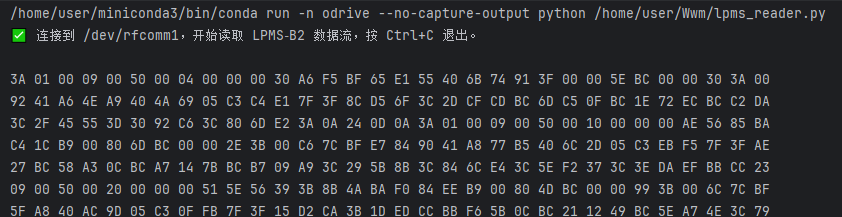 /home/user/miniconda3/bin/conda run -n odrive --no-capture-output python /home/user/Wwm/lpms_reader.py
✅ 连接到 /dev/rfcomm1，开始读取 LPMS-B2 数据流，按 Ctrl+C 退出。
3A 01 00 09 00 50 00 04 00 00 00 30 A6 F5 BF 65 E1 55 40 6B 74 91 3F 00 00 5E BC 00 00 30 3A 00
92 41 A6 4E A9 40 4A 69 05 C3 C4 E1 7F 3F 8C D5 6F 3C 2D CF CD BC 6D C5 0F BC 1E 72 EC BC C2 DA
3C 2F 45 55 3D 30 92 C6 3C 80 6D E2 3A 0A 24 0D 0A 3A 01 00 09 00 50 00 10 00 00 00 AE 56 85 BA
C4 1C B9 00 80 6D BC 00 00 2E 3B 00 C6 7C BF E7 84 90 41 A8 77 B5 40 6C 2D 05 C3 EB F5 7F 3F AE
27 BC 58 A3 0C BC A7 14 7B BC B7 09 A9 3C 29 5B 8B 3C 84 6E C4 3C 5E F2 37 3C 3E DA EF BB CC 23
09 00 50 00 20 00 00 00 51 5E 56 39 3B 8B 4A BA F0 84 EE B9 00 80 4D BC 00 00 99 3B 00 6C 7C BF
5F A8 40 AC 9D 05 C3 0F FB 7F 3F 15 D2 CA 3B 1D ED CC BB F6 5B 0C BC 21 12 49 BC 5E A7 4E 3C 79